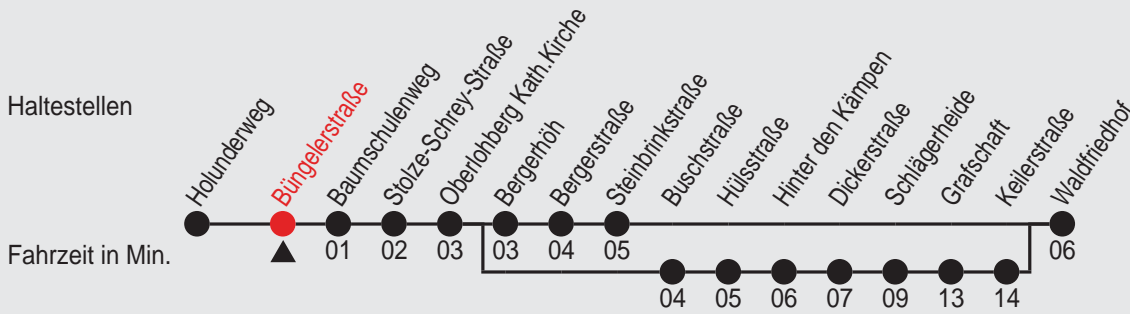 Haltestellen
Holunderweg
Büngelerstraße
Baumschulenweg
Stolze-Schrey-Straße
Oberlohberg Kath.Kirche
Bergerhöh
Bergerstraße
Steinbrinkstraße
Buschstraße
Hülsstraße
Hinter den Kämpen
Dickerstraße
Schlägerheide
Grafschaft
Keilerstraße
Waldfriedhof
Fahrzeit in Min.
01 02 03 03 04 05 06
04 05 06 07 09 13 14